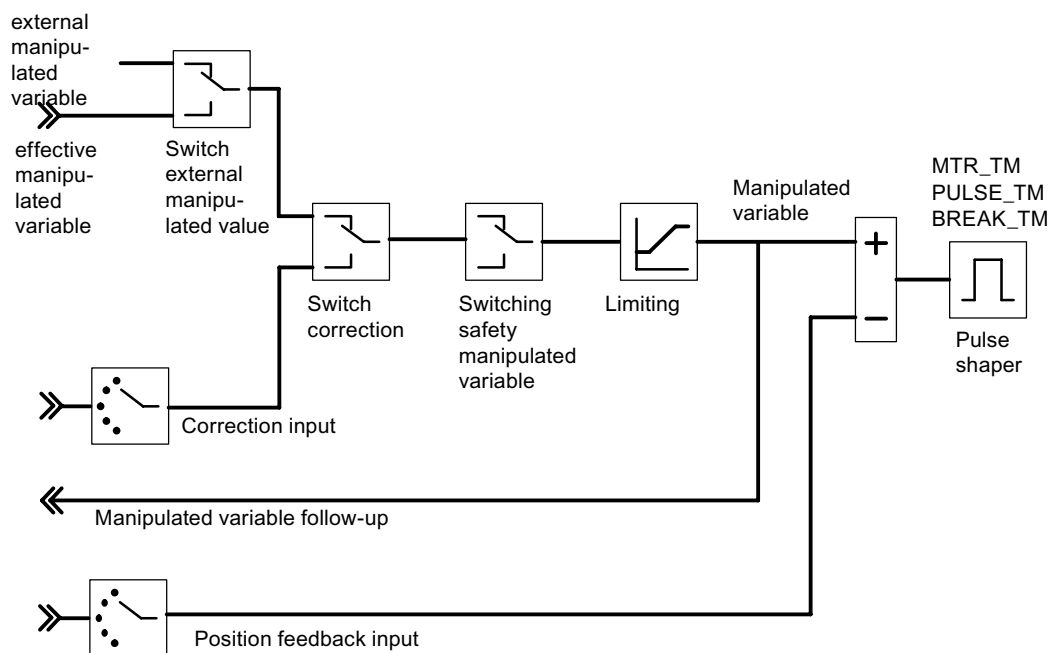 external
manipu-
lated
variable
effective
manipu-
lated
variable
Switch
external
manipu-
lated value
Switch
correction
Switching
safety
manipulated
variable
Limiting
Manipulated
variable
+
−
MTR_TM
PULSE_TM
BREAK_TM
Pulse
shaper
Correction input
Manipulated variable follow-up
Position feedback input